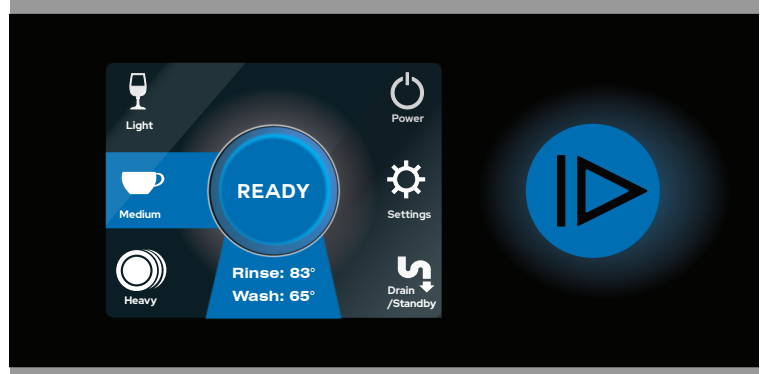 Light
Power
READY
Medium
Settings
Rinse: 83°
Wash: 65°
Heavy
Drain
/Standby